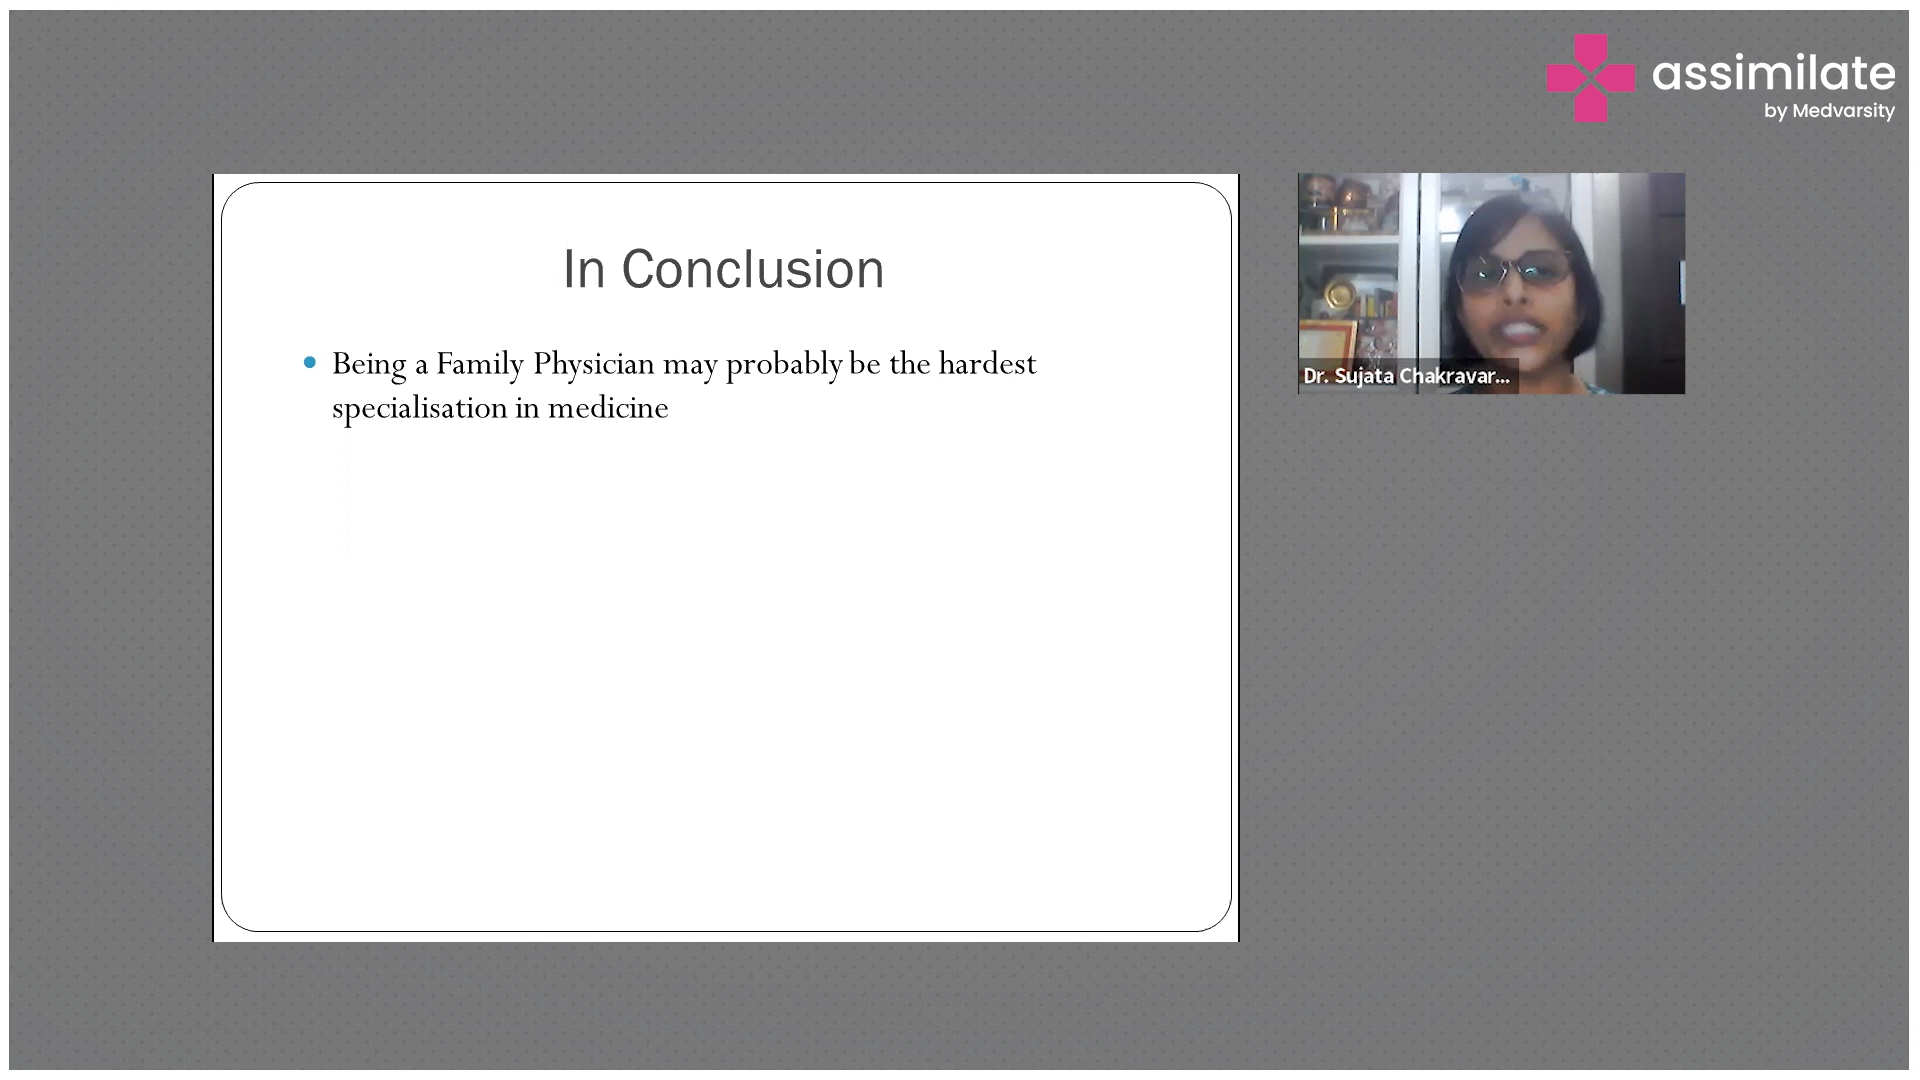 assimilate
by Medvarsity
In Conclusion
Being a Family Physician may probably be the hardest
specialisation in medicine
Dr. Sujata Chakravar...